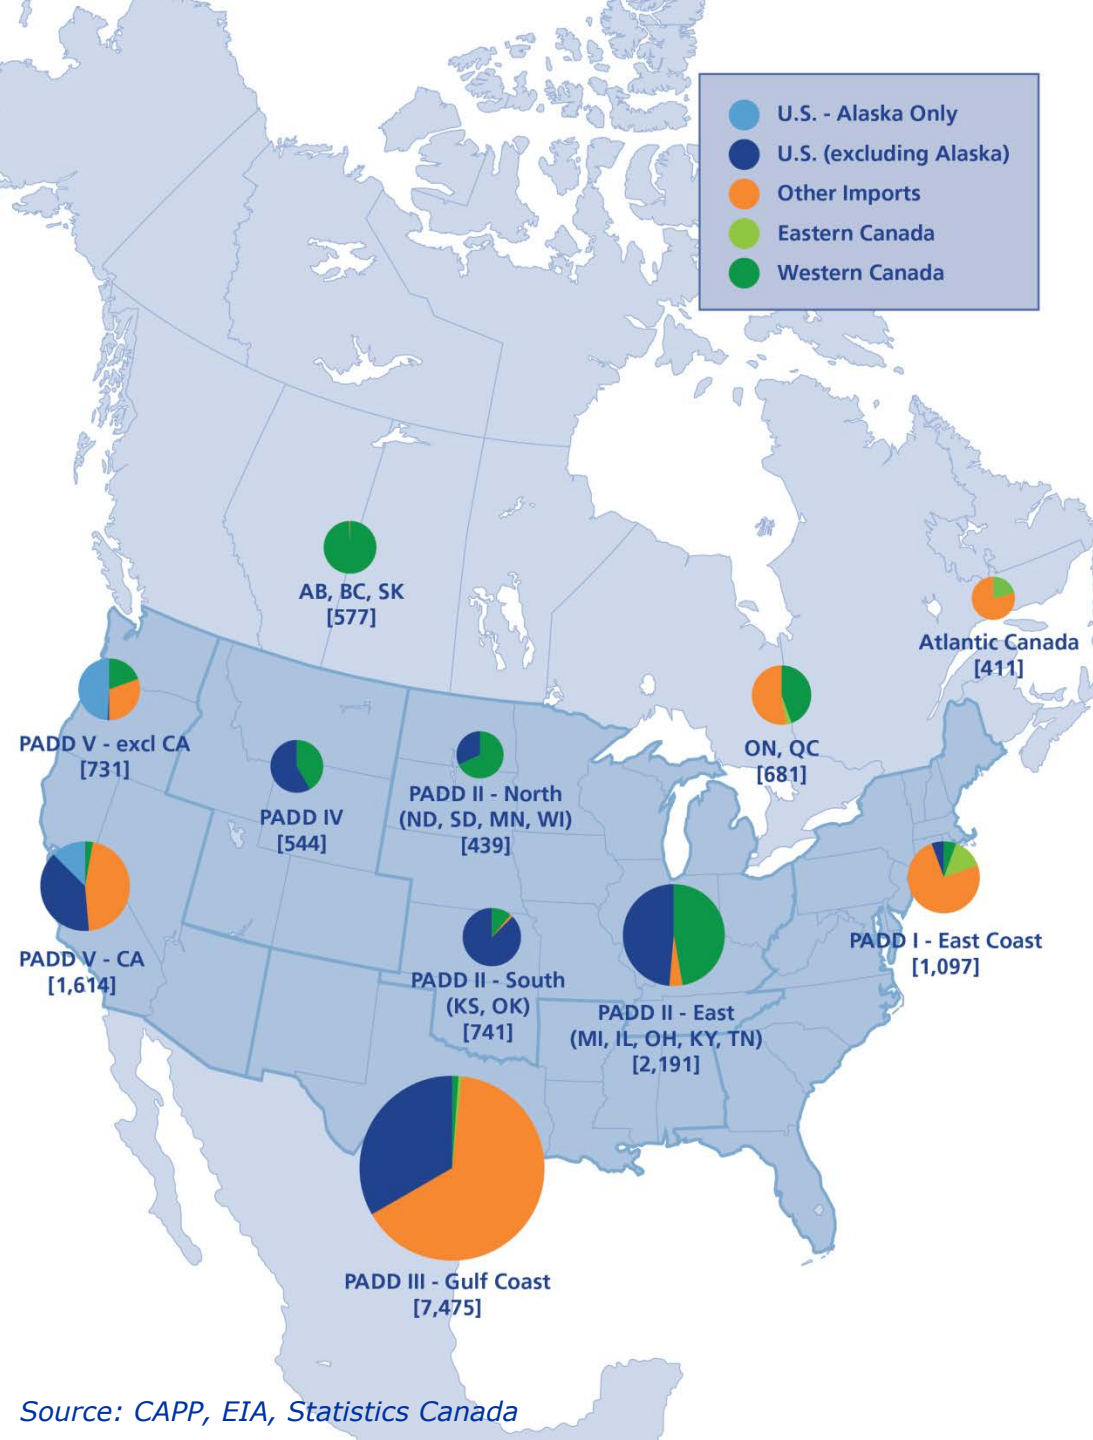 U.S. - Alaska Only
U.S. (excluding Alaska)
Other Imports
Eastern Canada
Western Canada
AB, BC, SK
[577]
Atlantic Canada
[411]
PADD V - excl CA
[731]
ON, QC
[681]
PADD IV
[544]
PADD II - North
(ND, SD, MN, WI)
[439]
PADD V - CA
[1,614]
PADD II - South
(KS, OK)
[741]
PADD II - East
(MI, IL, OH, KY, TN)
[2,191]
PADD I - East Coast
[1,097]
PADD III - Gulf Coast
[7,475]
Source: CAPP, EIA, Statistics Canada